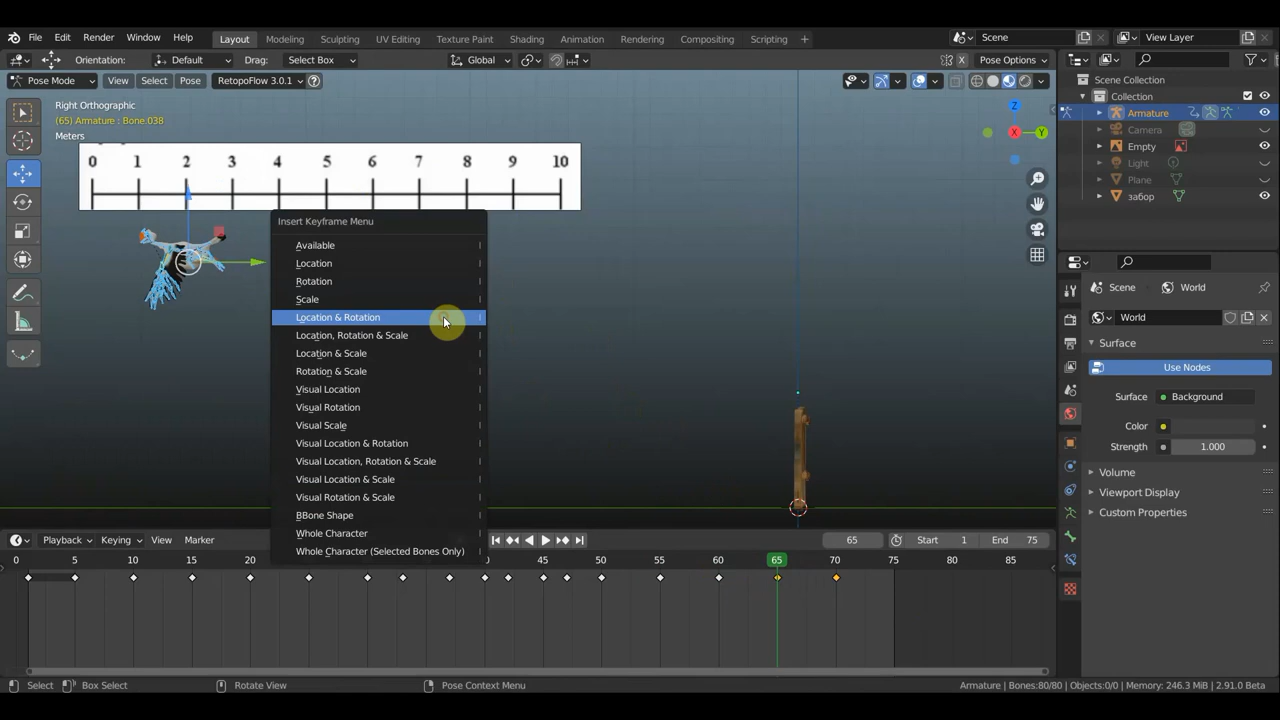 File Edit Render Window Help Layout Modeling Sculpting UV Editing Texture Paint Shading Animation Rendering Compositing Scripting + Scene View Layer
Orientation: Default Drag: Select Box Global X Pose Options
Pose Mode View Select Pose RetopoFlow 3.0.1 ?
Scene Collection
Collection
Armature
Camera
Empty
Light
Plane
забор
Right Orthographic
(65) Armature : Bone.038
Meters
0 1 2 3 4 5 6 7 8 9 10
Z
X Y
Insert Keyframe Menu
Available I
Location I
Rotation I
Scale I
Location & Rotation I
Location, Rotation & Scale I
Location & Scale I
Rotation & Scale I
Visual Location I
Visual Rotation I
Visual Scale I
Visual Location & Rotation I
Visual Location, Rotation & Scale I
Visual Location & Scale I
Visual Rotation & Scale I
BBone Shape I
Whole Character I
Whole Character (Selected Bones Only) I
Scene World
World
Surface
Use Nodes
Surface Background
Color
Strength 1.000
Volume
Viewport Display
Custom Properties
Playback Keying View Marker 65 Start 1 End 75
0 5 10 15 20 65 70 75 80 85
Select Box Select Rotate View Pose Context Menu Armature | Bones:80/80 | Objects:0/0 | Memory: 246.3 MiB | 2.91.0 Beta